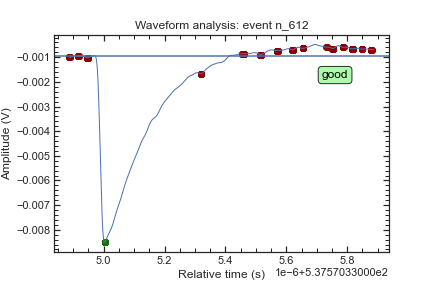 Waveform analysis: event n_612
−0.001
−0.002
−0.003
−0.004
−0.005
−0.006
−0.007
−0.008
Amplitude (V)
good
5.0 5.2 5.4 5.6 5.8
Relative time (s)
1e−6+5.3757033000e2